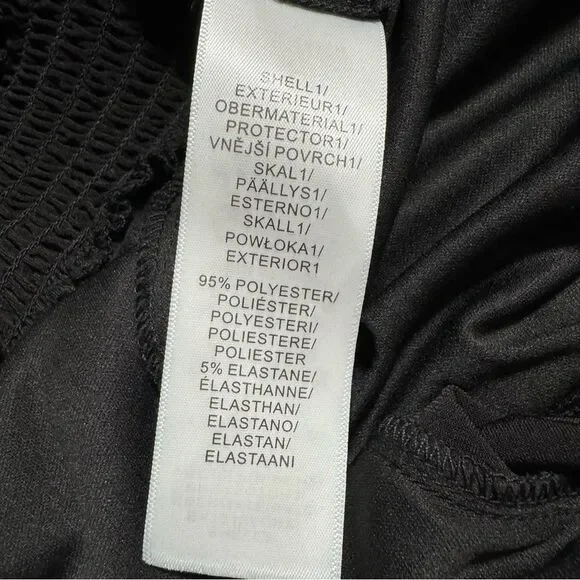 SHELL1/
EXTÉRIEUR1/
OBERMATERIAL1/
PROTECTOR1/
VNĚJŠÍ POVRCH1/
SKAL1/
PÄÄLLYS1/
ESTERNO1/
SKALL1/
POWŁOKA1/
EXTERIOR1
95% POLYESTER/
POLIÉSTER/
POLYESTERI/
POLIESTERE/
POLIESTER
5% ELASTANE/
ÉLASTHANNE/
ELASTHAN/
ELASTANO/
ELASTAN/
ELASTAANI